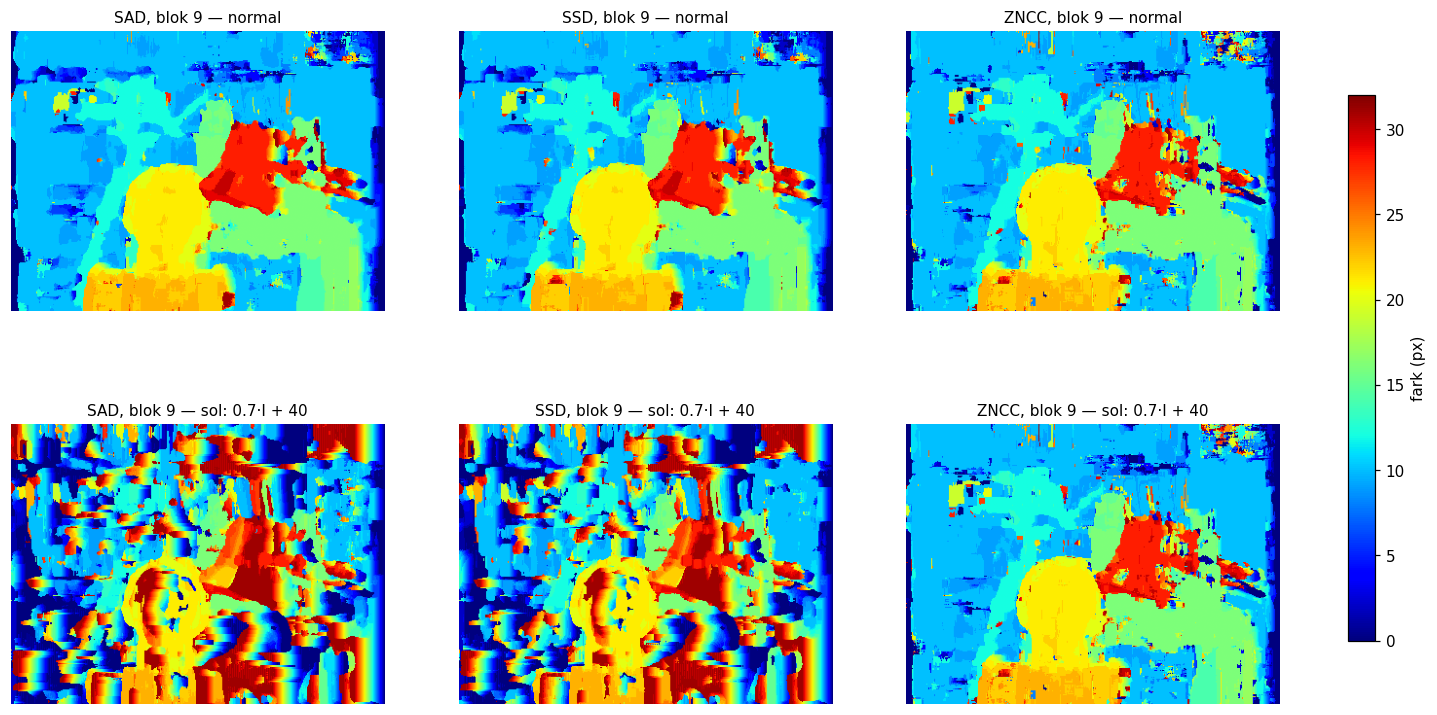 SAD, blok 9 — normal
SSD, blok 9 — normal
ZNCC, blok 9 — normal
SAD, blok 9 — sol: 0.7·I + 40
SSD, blok 9 — sol: 0.7·I + 40
ZNCC, blok 9 — sol: 0.7·I + 40
30
25
20
15
10
5
0
fark (px)